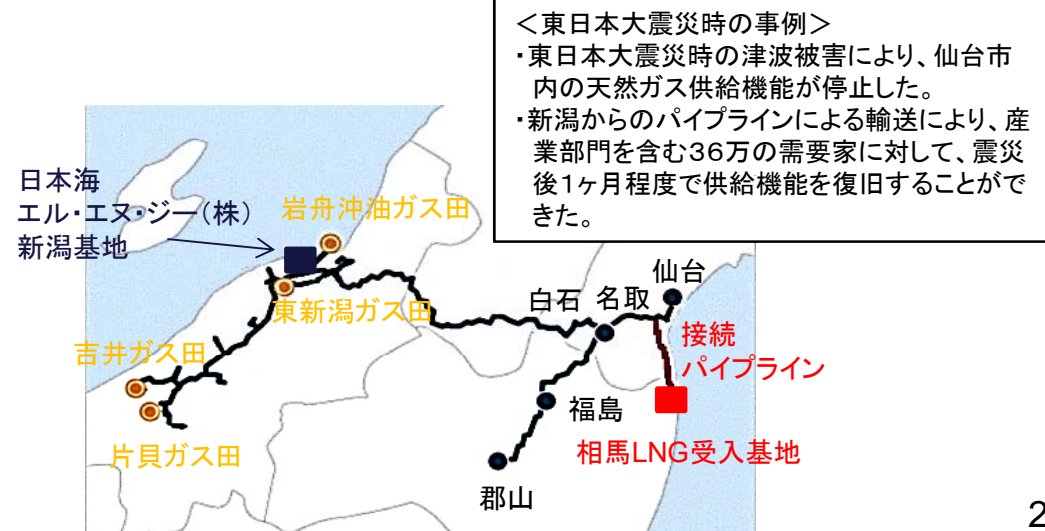 ＜東日本大震災時の事例＞
・東日本大震災時の津波被害により、仙台市
内の天然ガス供給機能が停止した。
・新潟からのパイプラインによる輸送により、産
業部門を含む３６万の需要家に対して、震災
後１ヶ月程度で供給機能を復旧することがで
きた。
日本海
エル・エヌ・ジー（株）
新潟基地
岩舟沖油ガス田
東新潟ガス田
吉井ガス田
片貝ガス田
白石
名取
仙台
接続
パイプライン
福島
相馬LNG受入基地
郡山
2